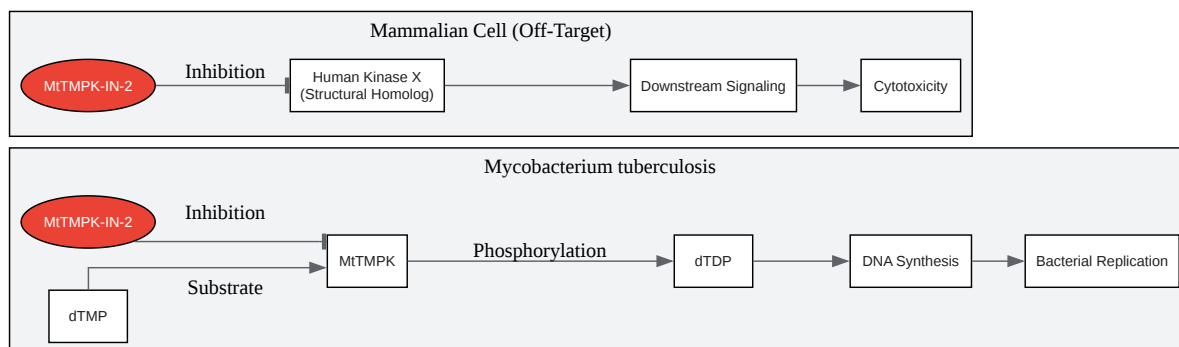 Mammalian Cell (Off-Target)
MtTMPK-IN-2
Inhibition
Human Kinase X
(Structural Homolog)
Downstream Signaling
Cytotoxicity
Mycobacterium tuberculosis
MtTMPK-IN-2
Inhibition
MtTMPK
Phosphorylation
dTDP
DNA Synthesis
Bacterial Replication
Substrate
dTMP